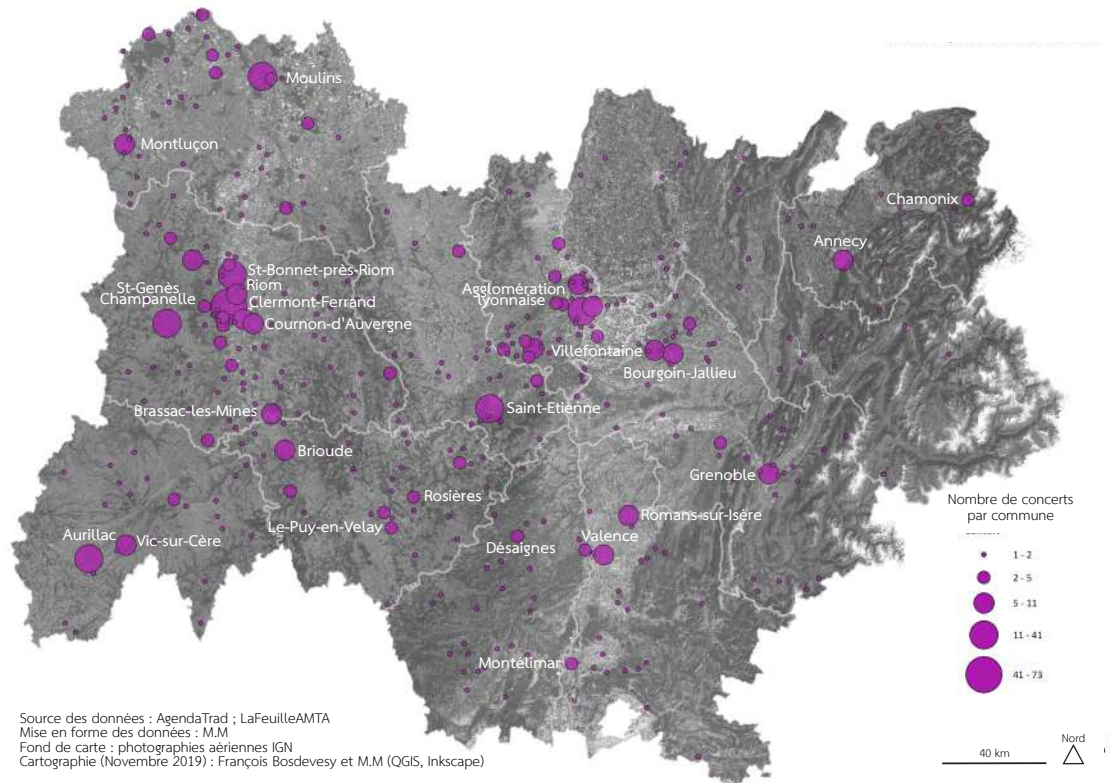 Moulins
Montluçon
Chamonix
Annecy
St-Bonnet-près-Riom
Riom
St-Genès
Champanelle
Clermont-Ferrand
Cournon-d'Auvergne
Agglomération
lyonnaise
Villefontaine
Bourgoin-Jallieu
Brassac-les-Mines
Saint-Etienne
Brioude
Grenoble
Rosières
Le-Puy-en-Velay
Romans-sur-Isère
Aurillac
Vic-sur-Cère
Désaignes
Valence
Montélimar
Nombre de concerts
par commune
1 - 2
2 - 5
5 - 11
11 - 41
41 - 73
Source des données : AgendaTrad ; LaFeuilleAMTA
Mise en forme des données : M.M
Fond de carte : photographies aériennes IGN
Cartographie (Novembre 2019) : François Bosdevesy et M.M (QGIS, Inkscape)
40 km
Nord